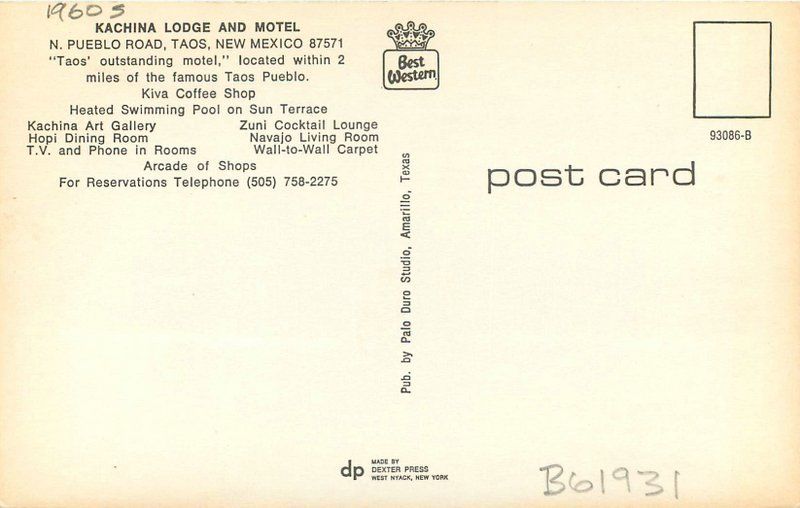 1960s
KACHINA LODGE AND MOTEL
N. PUEBLO ROAD, TAOS, NEW MEXICO 87571
"Taos' outstanding motel," located within 2
miles of the famous Taos Pueblo.
Kiva Coffee Shop
Heated Swimming Pool on Sun Terrace
Kachina Art Gallery Zuni Cocktail Lounge
Hopi Dining Room Navajo Living Room
T.V. and Phone in Rooms Wall-to-Wall Carpet
Arcade of Shops
For Reservations Telephone (505) 758-2275
Best
Western
Pub. by Palo Duro Studio, Amarillo, Texas
93086-B
post card
dp
MADE BY
DEXTER PRESS
WEST NYACK, NEW YORK
B61931